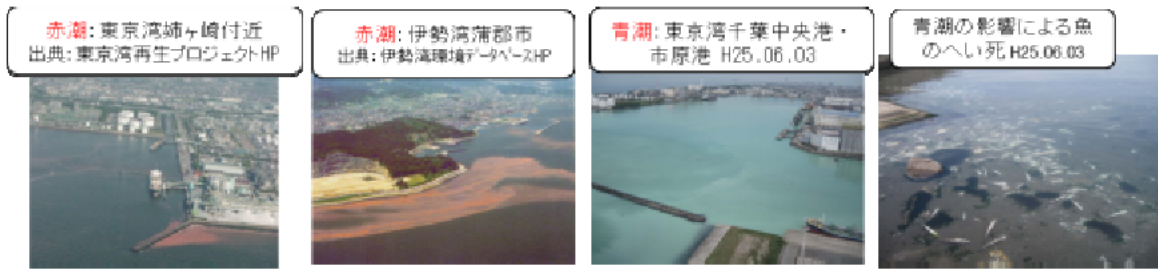 赤潮:東京湾姉ヶ崎付近
出典:東京湾再生プロジェクトHP
赤潮:伊勢湾蒲郡市
出典:伊勢湾環境データベースHP
青潮:東京湾千葉中央港・
市原港 H25.06.03
青潮の影響による魚
のへい死 H25.06.03